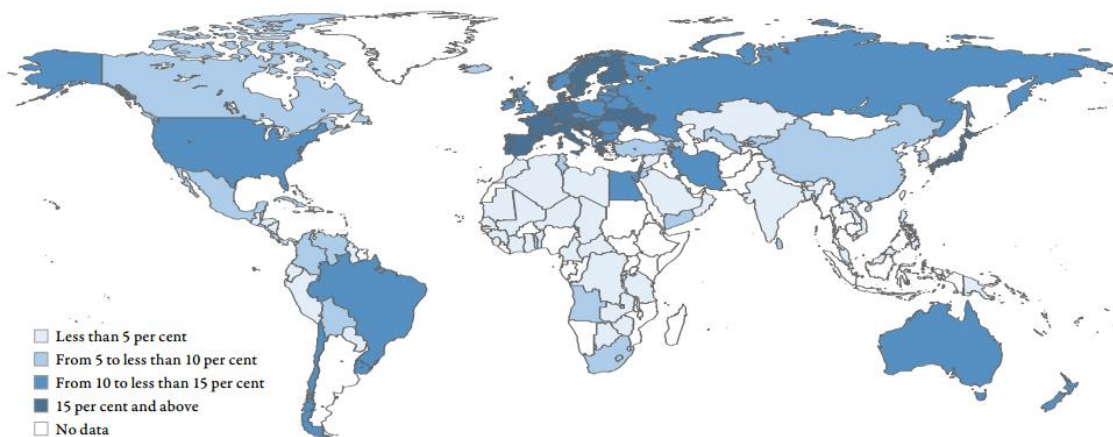 Less than 5 per cent
From 5 to less than 10 per cent
From 10 to less than 15 per cent
15 per cent and above
No data